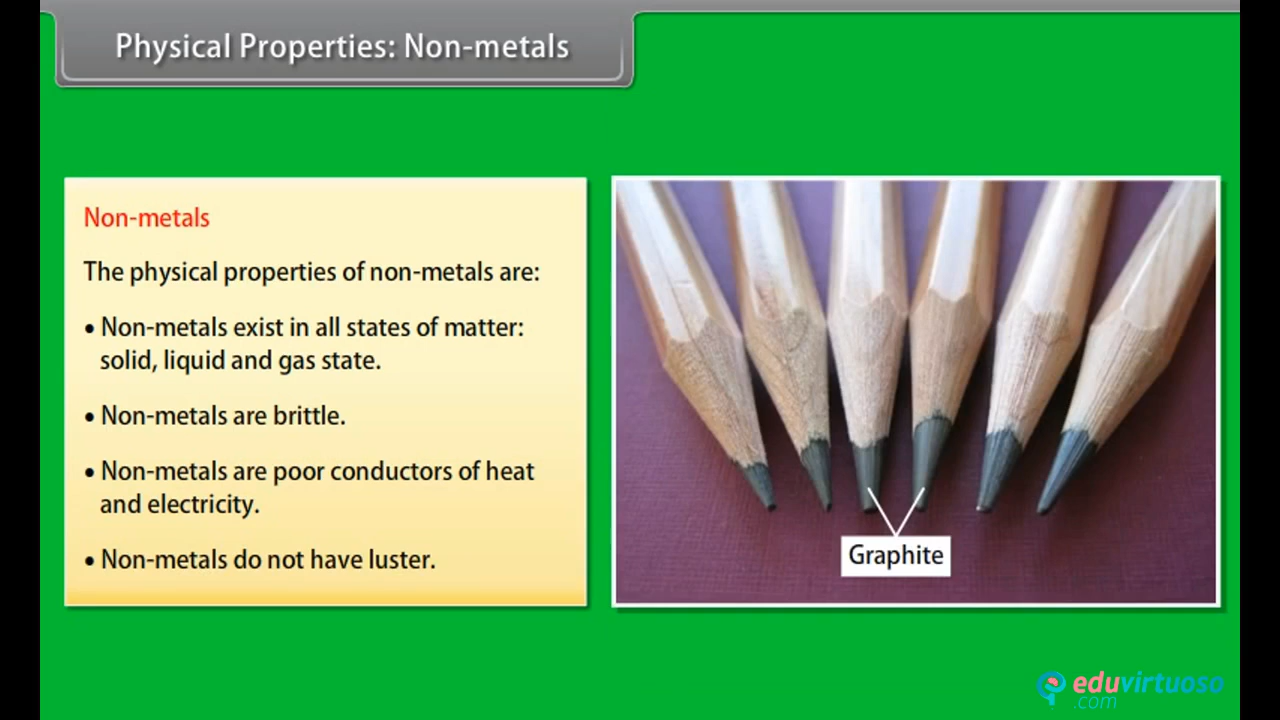 Physical Properties: Non-metals
Non-metals
The physical properties of non-metals are:
• Non-metals exist in all states of matter:
solid, liquid and gas state.
• Non-metals are brittle.
• Non-metals are poor conductors of heat
and electricity.
• Non-metals do not have luster.
Graphite
eduvirtuoso
.com